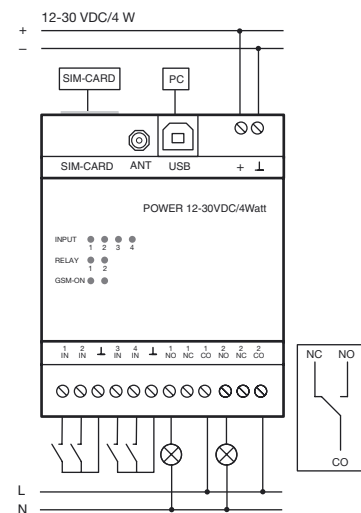 12-30 VDC/4 W
+
–
SIM-CARD
PC
SIM-CARD ANT USB + ⊥
POWER 12-30VDC/4Watt
INPUT
1 2 3 4
RELAY
1 2
GSM-ON
1 2 ⊥ 3 4 ⊥ 1 1 1 2 2 2
IN IN IN IN NO NC CO NO NC CO
NC NO
CO
L
N